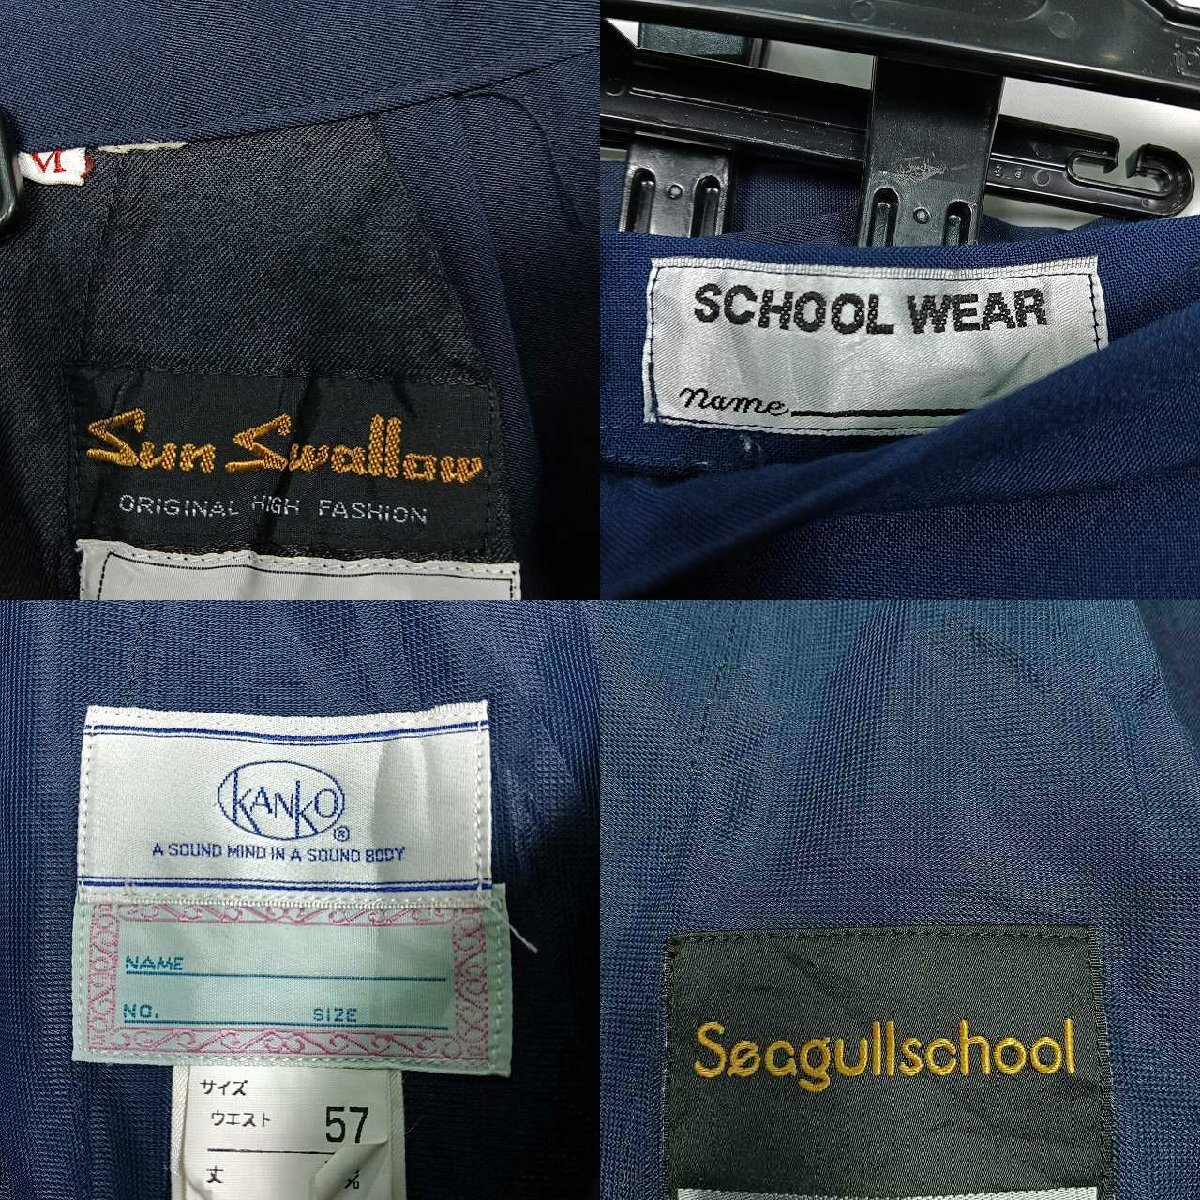 M
Sun Swallow
ORIGINAL HIGH FASHION
SCHOOL WEAR
Name
KANKO®
A SOUND MIND IN A SOUND BODY
NAME
NO. SIZE
サイズ
ウエスト 57
丈
Seagullschool